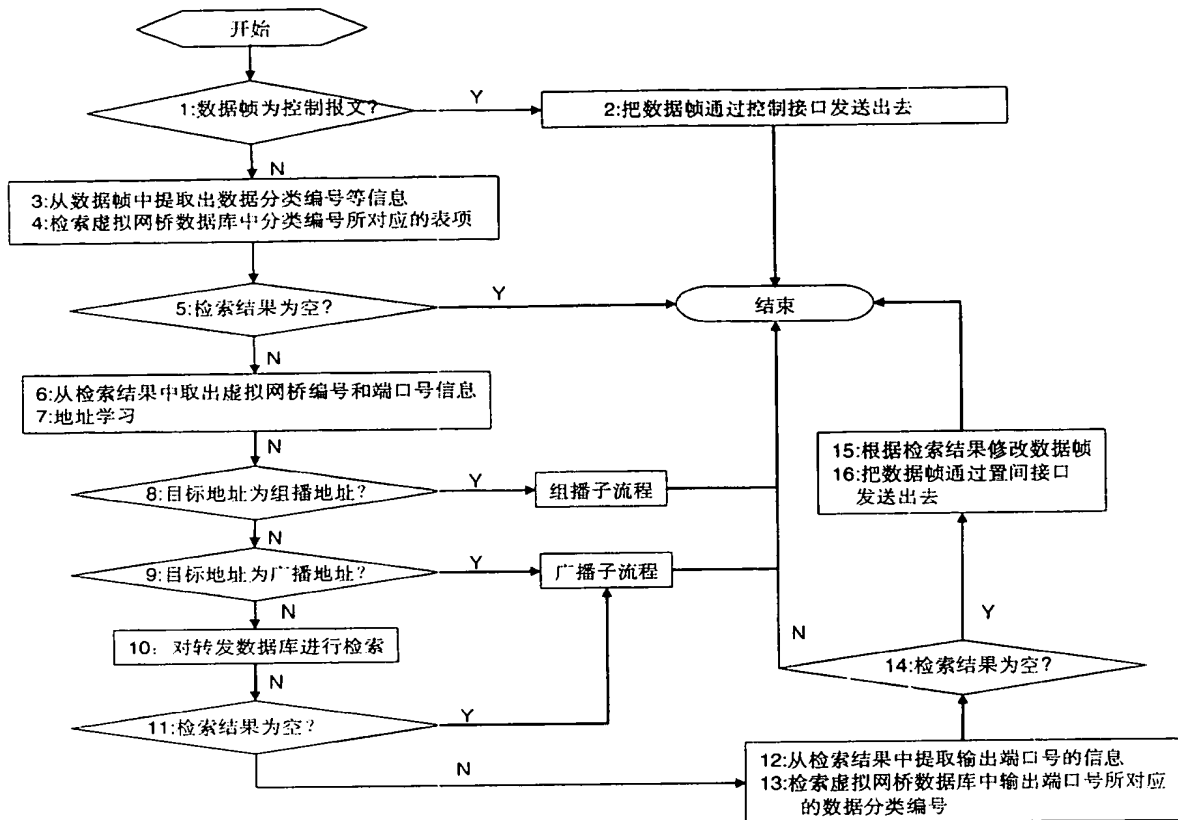 开始
1:数据帧为控制报文?
Y
2:把数据帧通过控制接口发送出去
N
3:从数据帧中提取出数据分类编号等信息
4:检索虚拟网桥数据库中分类编号所对应的表项
5:检索结果为空?
Y
结束
N
6:从检索结果中取出虚拟网桥编号和端口号信息
7:地址学习
N
15:根据检索结果修改数据帧
16:把数据帧通过置间接口
发送出去
8:目标地址为组播地址?
Y
组播子流程
N
9:目标地址为广播地址?
Y
广播子流程
N
10：对转发数据库进行检索
N
Y
N
14:检索结果为空?
11:检索结果为空?
Y
N
12:从检索结果中提取输出端口号的信息
13:检索虚拟网桥数据库中输出端口号所对应
的数据分类编号